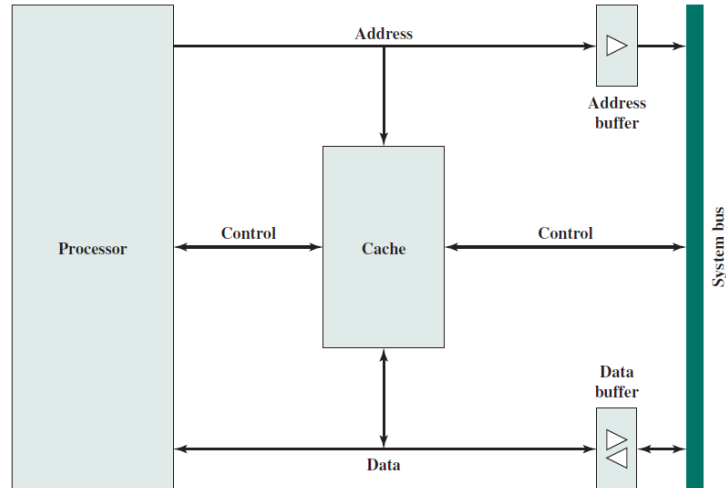 Address
Address
buffer
Processor
Control
Cache
Control
System bus
Data
buffer
Data